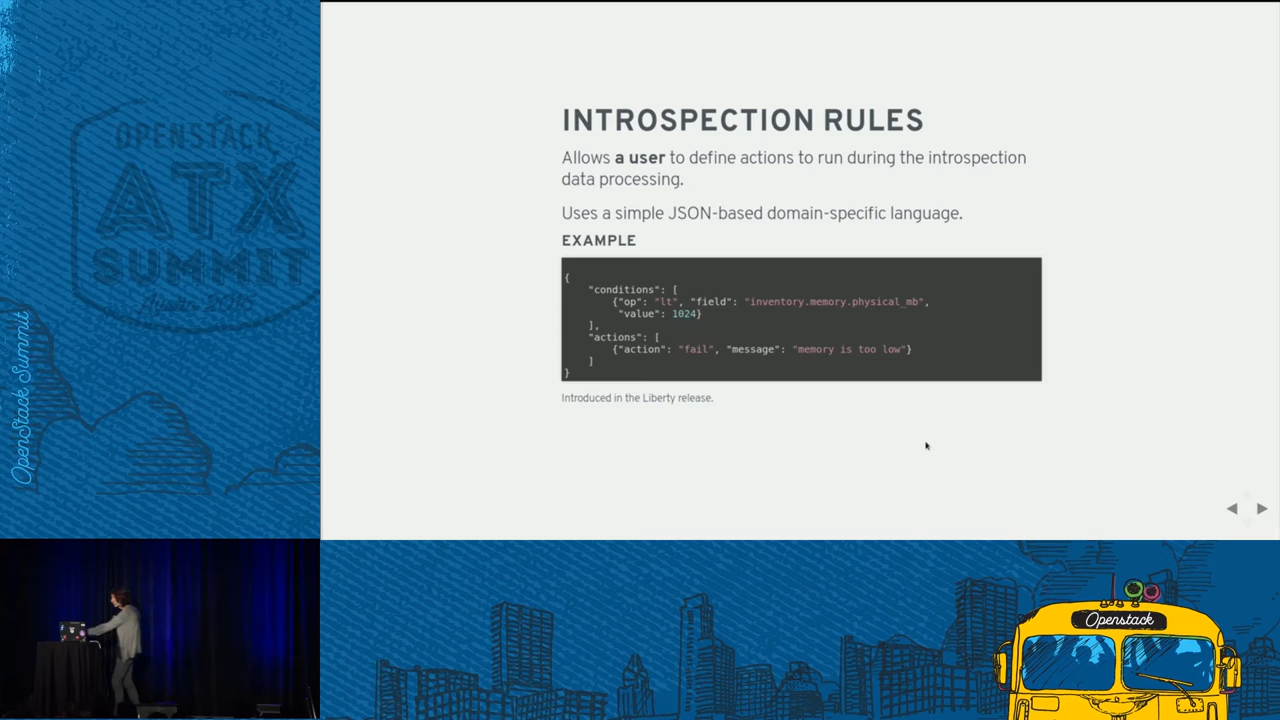 OPENSTACK
ATX
SUMMIT
OpenStack Summit
INTROSPECTION RULES
Allows a user to define actions to run during the introspection
data processing.
Uses a simple JSON-based domain-specific language.
EXAMPLE
{
"conditions": [
{"op": "lt", "field": "inventory.memory.physical_mb",
"value": 1024}
],
"actions": [
{"action": "fail", "message": "memory is too low"}
]
}
Introduced in the Liberty release.
Openstack